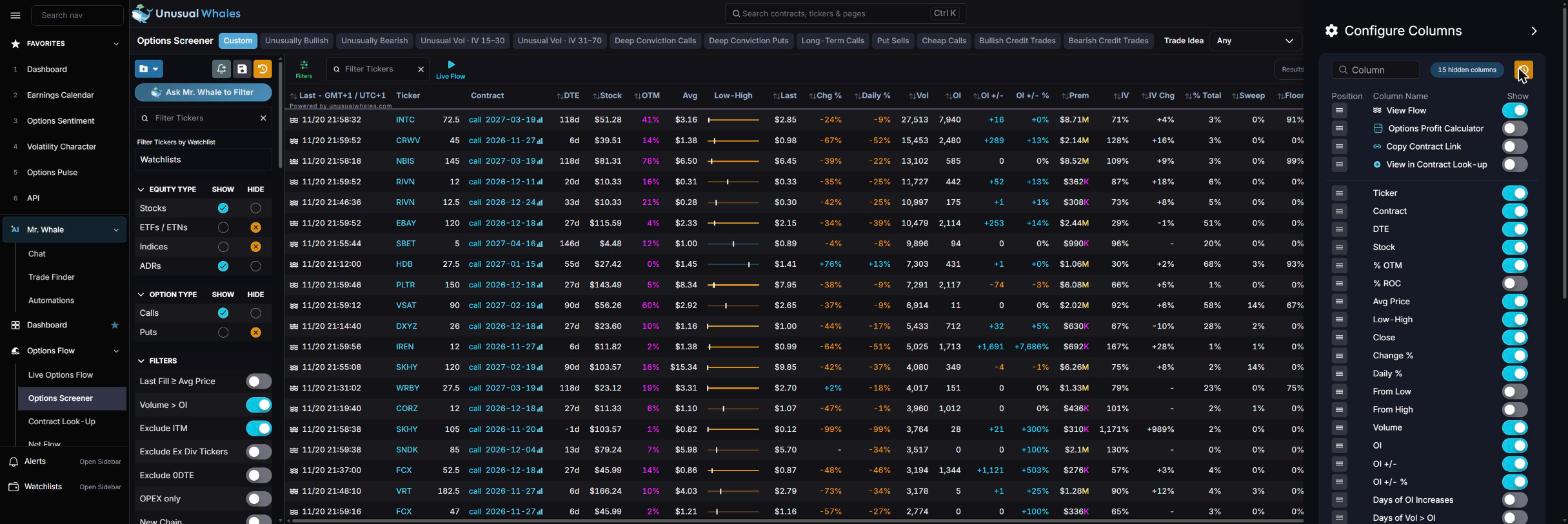 Search nav
Unusual Whales
Search contracts, tickers & pages
Ctrl K
Configure Columns
FAVORITES
1 Dashboard
2 Earnings Calendar
3 Options Sentiment
4 Volatility Character
5 Options Pulse
6 API
AI Mr. Whale
Chat
Trade Finder
Automations
Dashboard
Options Flow
Live Options Flow
Options Screener
Contract Look-Up
Net Flow
Alerts Open Sidebar
Watchlists Open Sidebar
Options Screener Custom Unusually Bullish Unusually Bearish Unusual Vol · IV 15–30 Unusual Vol · IV 31–70 Deep Conviction Calls Deep Conviction Puts Long-Term Calls Put Sells Cheap Calls Bullish Credit Trades Bearish Credit Trades Trade Idea Any
Ask Mr. Whale to Filter
Filter Tickers
Filter Tickers by Watchlist
Watchlists
EQUITY TYPE SHOW HIDE
Stocks
ETFs / ETNs
Indices
ADRs
OPTION TYPE SHOW HIDE
Calls
Puts
FILTERS
Last Fill ≥ Avg Price
Volume > OI
Exclude ITM
Exclude Ex Div Tickers
Exclude 0DTE
OPEX only
New Chain
Filters
Filter Tickers
Live Flow
Results
Last - GMT+1 / UTC+1 Ticker Contract DTE Stock OTM Avg Low-High Last Chg % Daily % Vol OI OI +/- OI +/- % Prem IV IV Chg % Total Sweep Floor
Powered by unusualwhales.com
11/20 21:58:32 INTC 72.5 call 2027-03-19 118d $51.28 41% $3.16 $2.85 -24% -9% 27,513 7,940 +16 +0% $8.71M 71% +4% 3% 0% 91%
11/20 21:59:52 CRWV 45 call 2026-11-27 6d $39.51 14% $1.38 $0.98 -67% -52% 15,453 2,480 +289 +13% $2.14M 128% +16% 3% 0% 0%
11/20 21:58:18 NBIS 145 call 2027-03-19 118d $81.31 78% $6.50 $6.45 -39% -22% 13,102 585 0 0% $8.52M 109% +9% 3% 0% 99%
11/20 21:59:52 RIVN 12 call 2026-12-11 20d $10.33 16% $0.31 $0.33 -35% -25% 11,727 442 +52 +13% $362K 87% +18% 6% 0% 0%
11/20 21:46:36 RIVN 12.5 call 2026-12-24 33d $10.33 21% $0.28 $0.30 -42% -25% 10,997 175 +1 +1% $308K 73% +8% 5% 0% 0%
11/20 21:59:52 EBAY 120 call 2026-12-18 27d $115.59 4% $2.33 $2.15 -34% -39% 10,479 2,114 +253 +14% $2.44M 29% -1% 51% 0% 0%
11/20 21:55:44 SBET 5 call 2027-04-16 146d $4.48 12% $1.00 $0.89 -4% -8% 9,896 94 0 0% $990K 96% - 20% 0% 0%
11/20 21:12:00 HDB 27.5 call 2027-01-15 55d $27.42 0% $1.45 $1.41 +76% +13% 7,303 431 +1 +0% $1.06M 30% +2% 68% 3% 93%
11/20 21:59:46 PLTR 150 call 2026-12-18 27d $143.49 5% $8.34 $7.95 -38% -9% 7,291 2,117 -74 -3% $6.08M 66% +5% 1% 0% 0%
11/20 21:59:12 VSAT 90 call 2027-02-19 90d $56.26 60% $2.92 $2.65 -37% -9% 6,914 11 0 0% $2.02M 92% +6% 58% 14% 67%
11/20 21:14:40 DXYZ 26 call 2026-12-18 27d $23.60 10% $1.16 $1.00 -44% -17% 5,433 712 +32 +5% $630K 67% -10% 28% 2% 0%
11/20 21:59:56 IREN 12 call 2026-11-27 6d $11.82 2% $1.38 $0.99 -64% -51% 5,025 1,713 +1,691 +7,686% $692K 167% +28% 1% 1% 0%
11/20 21:55:08 SKHY 120 call 2027-02-19 90d $103.57 16% $15.34 $9.85 -42% -37% 4,080 349 -4 -1% $6.26M 75% +8% 2% 14% 0%
11/20 21:31:02 WRBY 27.5 call 2027-03-19 118d $23.12 19% $3.31 $2.70 +2% -18% 4,017 151 0 0% $1.33M 79% - 23% 0% 75%
11/20 21:19:40 CORZ 12 call 2026-12-18 27d $11.33 6% $1.10 $1.07 -47% -1% 3,960 1,012 0 0% $436K 101% - 2% 1% 0%
11/20 21:58:38 SKHY 105 call 2026-11-20 -1d $103.57 1% $0.82 $0.12 -99% -99% 3,764 28 +21 +300% $310K 1,171% +989% 2% 0% 0%
11/20 21:59:38 SNDK 85 call 2026-12-04 13d $79.24 7% $5.98 $5.70 - -34% 3,517 0 0 +100% $2.1M 130% - 0% 0% 0%
11/20 21:37:00 FCX 52.5 call 2026-12-18 27d $45.99 14% $0.86 $0.87 -48% -46% 3,194 1,344 +1,121 +503% $276K 57% +3% 4% 0% 0%
11/20 21:48:10 VRT 182.5 call 2026-11-27 6d $166.24 10% $4.03 $2.79 -73% -34% 3,178 5 +1 +25% $1.28M 90% +12% 4% 3% 0%
11/20 21:59:16 FCX 47 call 2026-11-27 6d $45.99 2% $1.21 $1.16 -57% -27% 2,774 0 0 +100% $336K 65% - 3% 0% 0%
Column
15 hidden columns
Position Column Name Show
View Flow
Options Profit Calculator
Copy Contract Link
View in Contract Look-up
Ticker
Contract
DTE
Stock
% OTM
% ROC
Avg Price
Low-High
Close
Change %
Daily %
From Low
From High
Volume
OI
OI +/-
OI +/- %
Days of OI Increases
Days of Vol > OI